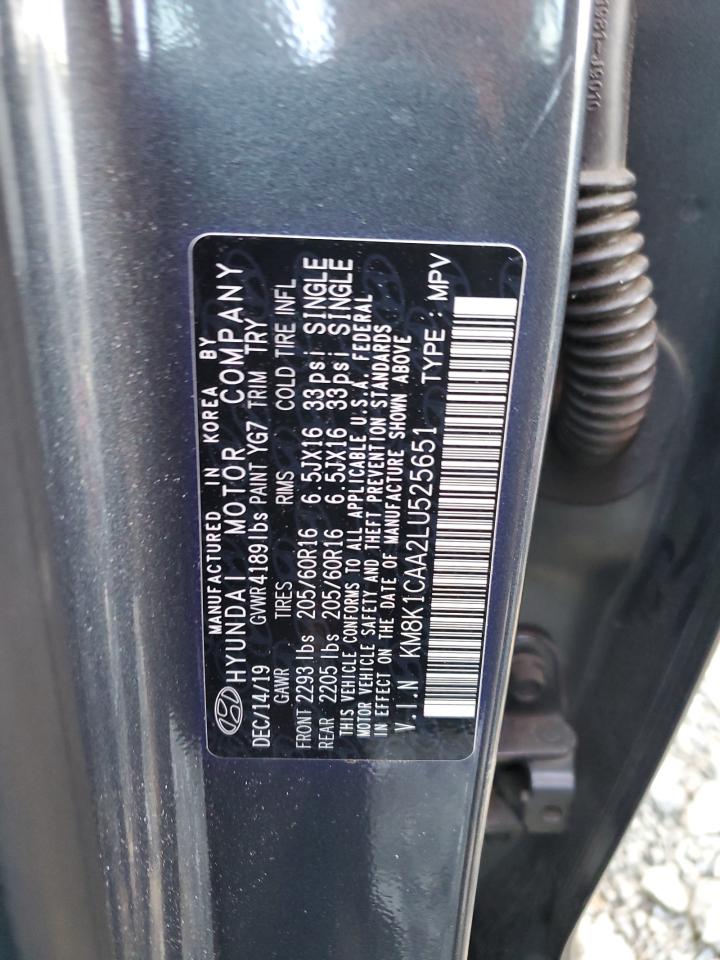 MANUFACTURED IN KOREA BY
HYUNDAI MOTOR COMPANY
DEC/14/19 GVWR4189lbs PAINT YG7 TRIM TRY
GAWR TIRES RIMS COLD TIRE INFL
FRONT 2293 lbs 205/60R16 6.5JX16 33psi SINGLE
REAR 2205 lbs 205/60R16 6.5JX16 33psi SINGLE
THIS VEHICLE CONFORMS TO ALL APPLICABLE U.S.A. FEDERAL
MOTOR VEHICLE SAFETY AND THEFT PREVENTION STANDARDS
IN EFFECT ON THE DATE OF MANUFACTURE SHOWN ABOVE
V.I.N KM8K1CAA2LU525651 TYPE : MPV